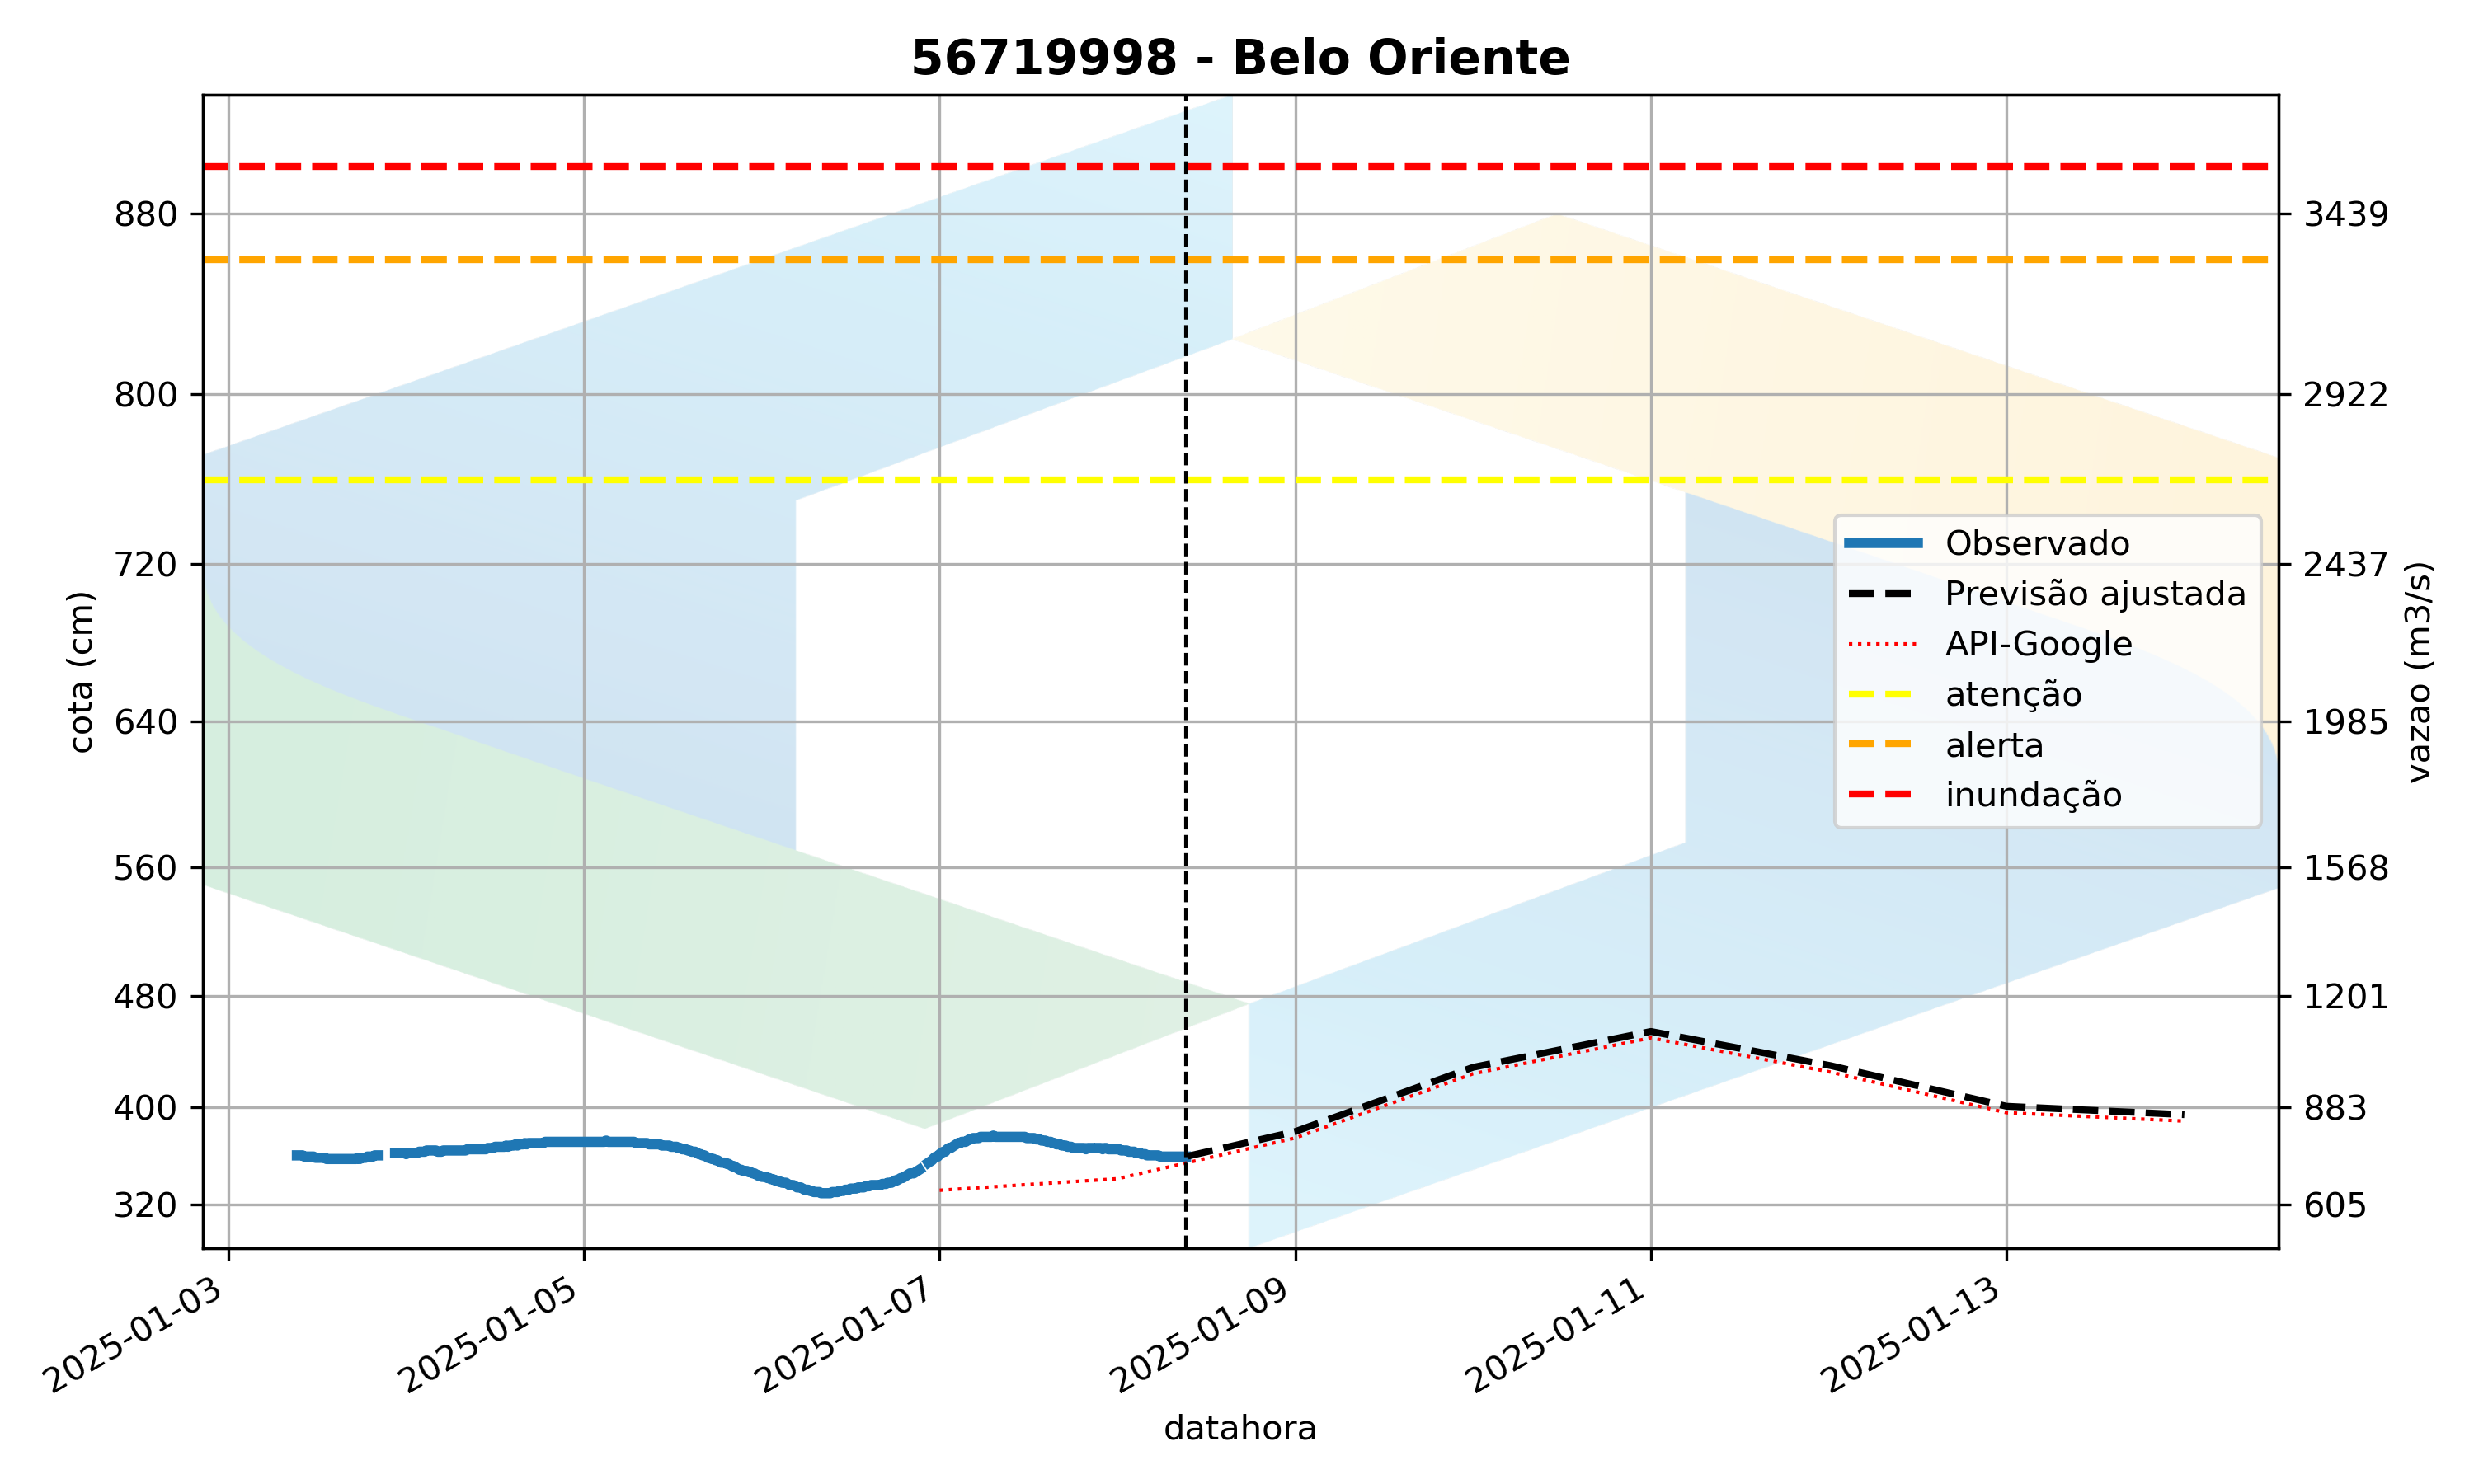 56719998 - Belo Oriente
cota (cm)
880
800
720
640
560
480
400
320
3439
2922
2437
1985
1568
1201
883
605
vazao (m3/s)
Observado
Previsão ajustada
API-Google
atenção
alerta
inundação
2025-01-03
2025-01-05
2025-01-07
2025-01-09
2025-01-11
2025-01-13
datahora